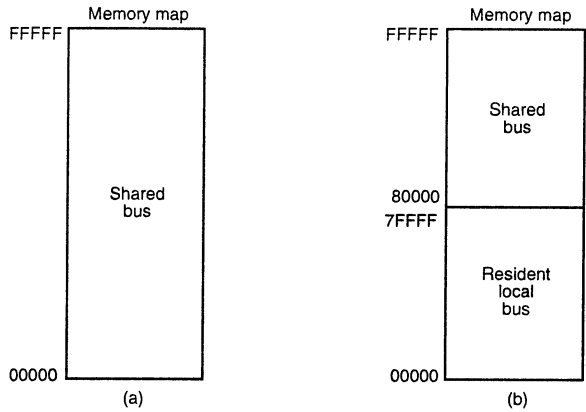 Memory map
FFFFF
Shared
bus
00000
(a)
Memory map
FFFFF
Shared
bus
80000
7FFFF
Resident
local
bus
00000
(b)